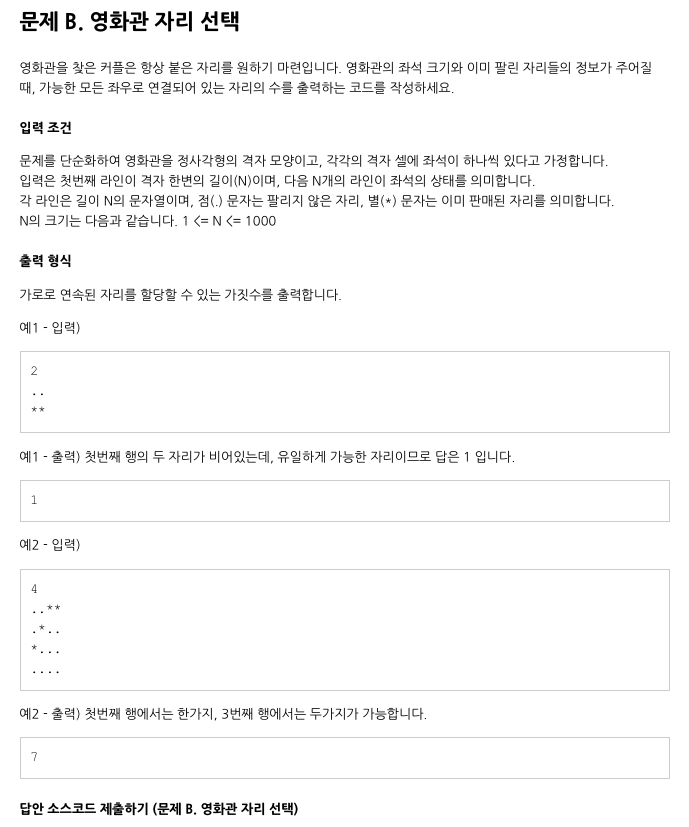 문제 B. 영화관 자리 선택
영화관을 찾은 커플은 항상 붙은 자리를 원하기 마련입니다. 영화관의 좌석 크기와 이미 팔린 자리들의 정보가 주어질
때, 가능한 모든 좌우로 연결되어 있는 자리의 수를 출력하는 코드를 작성하세요.
입력 조건
문제를 단순화하여 영화관을 정사각형의 격자 모양이고, 각각의 격자 셀에 좌석이 하나씩 있다고 가정합니다.
입력은 첫번째 라인이 격자 한변의 길이(N)이며, 다음 N개의 라인이 좌석의 상태를 의미합니다.
각 라인은 길이 N의 문자열이며, 점(.) 문자는 팔리지 않은 자리, 별(*) 문자는 이미 판매된 자리를 의미합니다.
N의 크기는 다음과 같습니다. 1 <= N <= 1000
출력 형식
가로로 연속된 자리를 할당할 수 있는 가짓수를 출력합니다.
예1 - 입력)
2
..
**
예1 - 출력) 첫번째 행의 두 자리가 비어있는데, 유일하게 가능한 자리이므로 답은 1 입니다.
1
예2 - 입력)
4
..**
.*..
*...
....
예2 - 출력) 첫번째 행에서는 한가지, 3번째 행에서는 두가지가 가능합니다.
7
답안 소스코드 제출하기 (문제 B. 영화관 자리 선택)